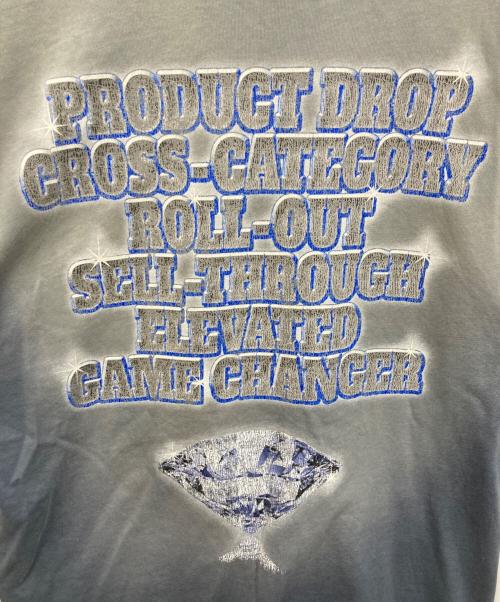 PRODUCT DROP
CROSS-CATEGORY
ROLL-OUT
SELL-THROUGH
ELEVATED
GAME CHANGER